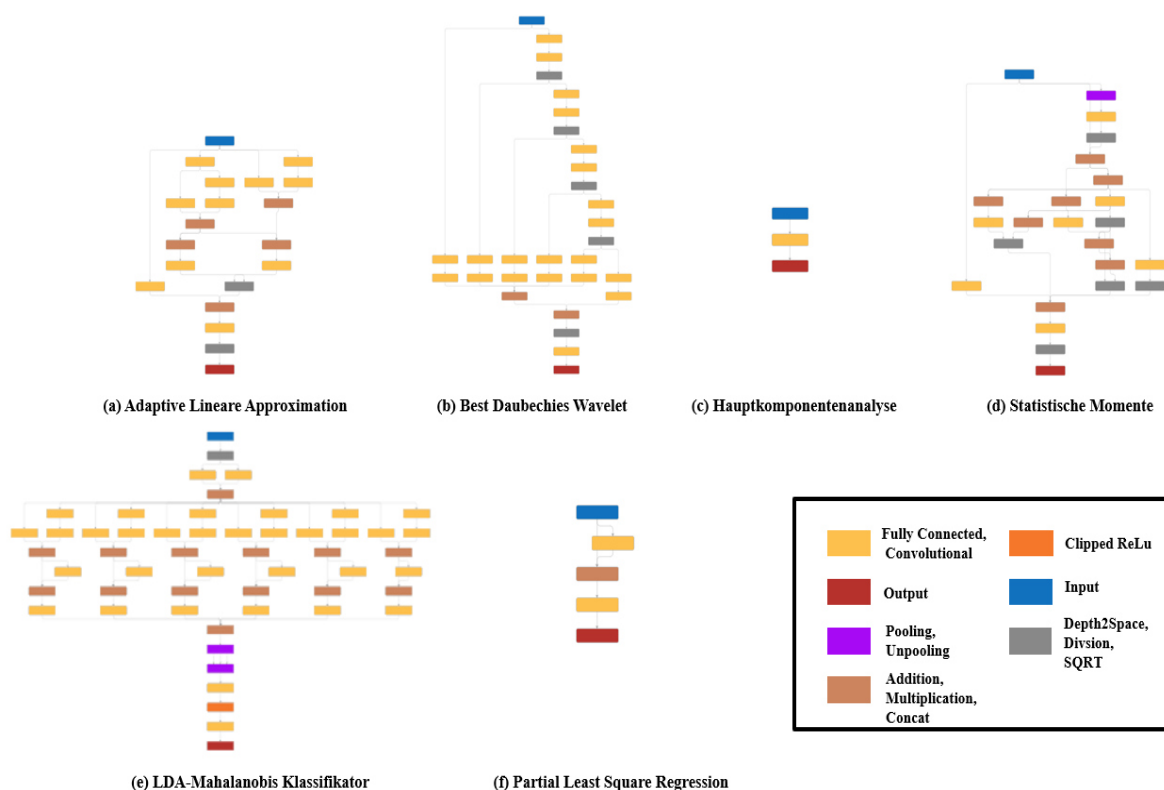 (a) Adaptive Lineare Approximation
(b) Best Daubechies Wavelet
(c) Hauptkomponentenanalyse
(d) Statistische Momente
(e) LDA-Mahalanobis Klassifikator
(f) Partial Least Square Regression
Fully Connected,
Convolutional
Clipped ReLu
Output
Input
Pooling,
Unpooling
Depth2Space,
Divsion,
SQRT
Addition,
Multiplication,
Concat